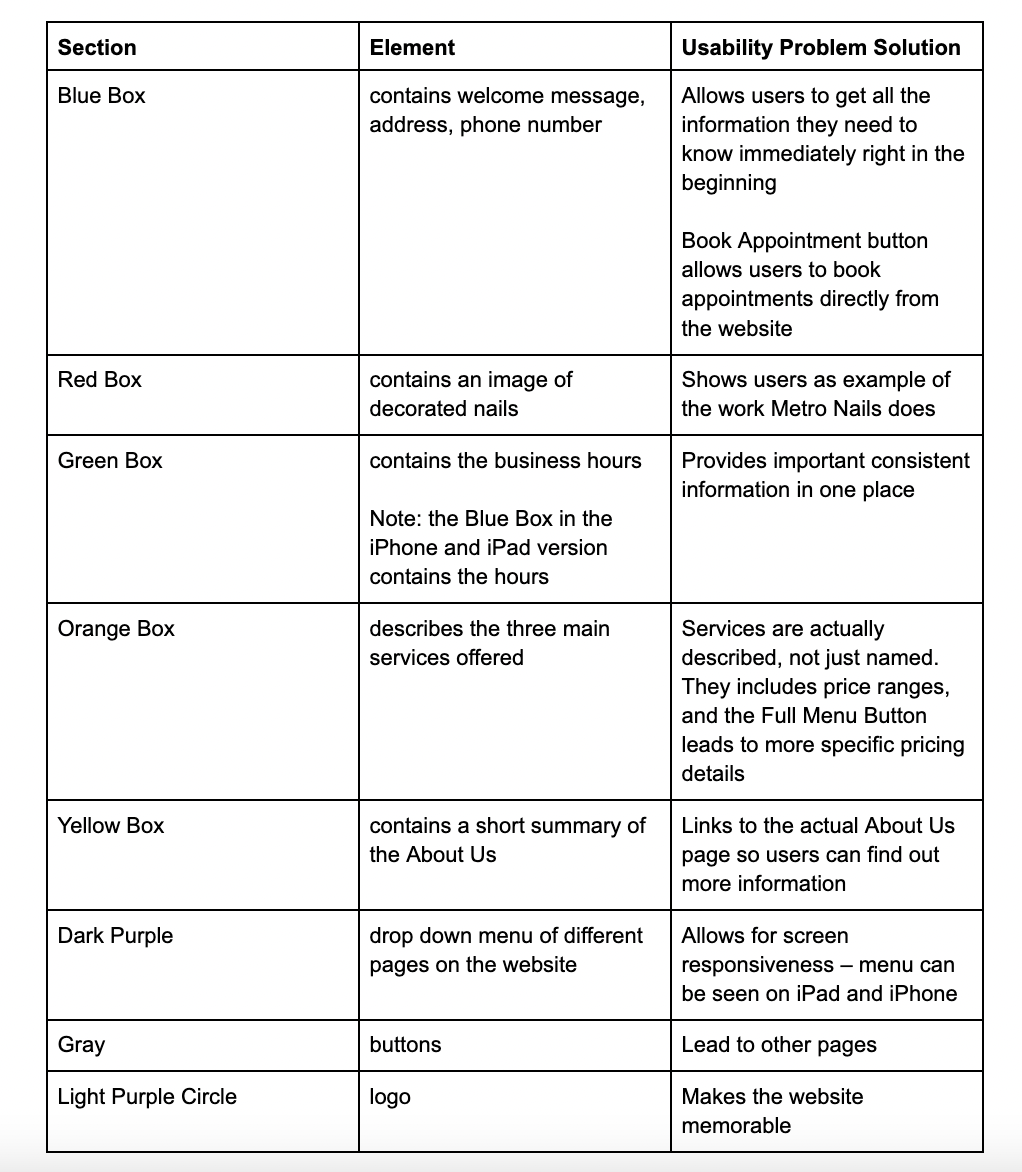 Section
Element
Usability Problem Solution
Blue Box
contains welcome message,
address, phone number
Allows users to get all the
information they need to
know immediately right in the
beginning
Book Appointment button
allows users to book
appointments directly from
the website
Red Box
contains an image of
decorated nails
Shows users as example of
the work Metro Nails does
Green Box
contains the business hours
Note: the Blue Box in the
iPhone and iPad version
contains the hours
Provides important consistent
information in one place
Orange Box
describes the three main
services offered
Services are actually
described, not just named.
They includes price ranges,
and the Full Menu Button
leads to more specific pricing
details
Yellow Box
contains a short summary of
the About Us
Links to the actual About Us
page so users can find out
more information
Dark Purple
drop down menu of different
pages on the website
Allows for screen
responsiveness – menu can
be seen on iPad and iPhone
Gray
buttons
Lead to other pages
Light Purple Circle
logo
Makes the website
memorable